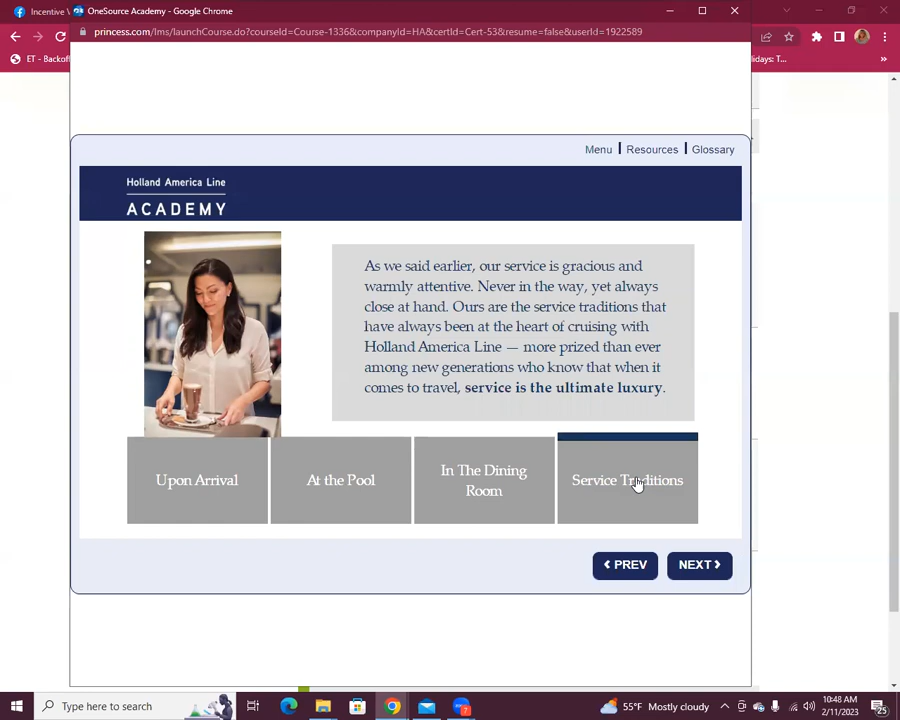 Incentive V
OneSource Academy - Google Chrome
princess.com/lms/launchCourse.do?courseId=Course-1336&companyId=HA&certId=Cert-53&resume=false&userId=1922589
ET - Backoff
lidays: T...
»
Menu | Resources | Glossary
Holland America Line
ACADEMY
As we said earlier, our service is gracious and
warmly attentive. Never in the way, yet always
close at hand. Ours are the service traditions that
have always been at the heart of cruising with
Holland America Line — more prized than ever
among new generations who know that when it
comes to travel, service is the ultimate luxury.
Upon Arrival
At the Pool
In The Dining
Room
Service Traditions
‹ PREV
NEXT ›
Type here to search
?
55°F Mostly cloudy
10:48 AM
2/11/2023
25